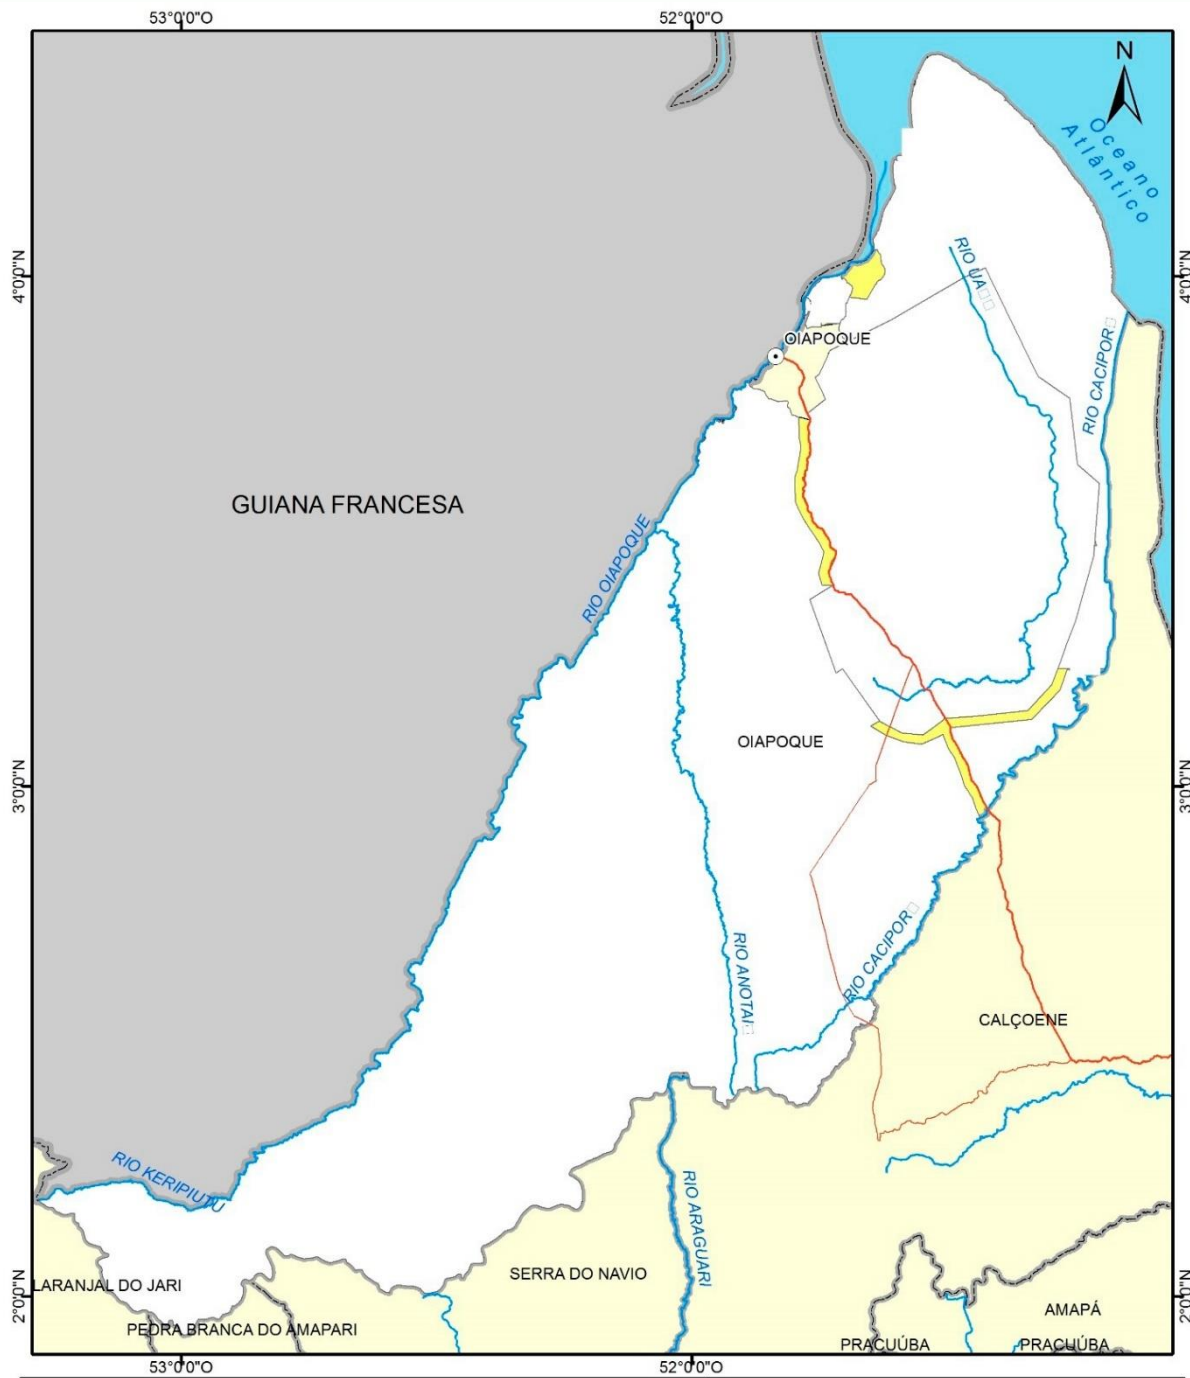 53°0'0"O
52°0'0"O
N
Oceano
Atlântico
4°0'0"N
4°0'0"N
RIO UA□□
RIO CACIPOR□
OIAPOQUE
GUIANA FRANCESA
RIO OIAPOQUE
OIAPOQUE
3°0'0"N
3°0'0"N
RIO CACIPOR□
RIO ANOTAI□
CALÇOENE
RIO KERIPIUTU
RIO ARAGUARI
SERRA DO NAVIO
LARANJAL DO JARI
2°0'0"N
2°0'0"N
AMAPÁ
PEDRA BRANCA DO AMAPARI
PRACUÚBA
PRACUÚBA
53°0'0"O
52°0'0"O